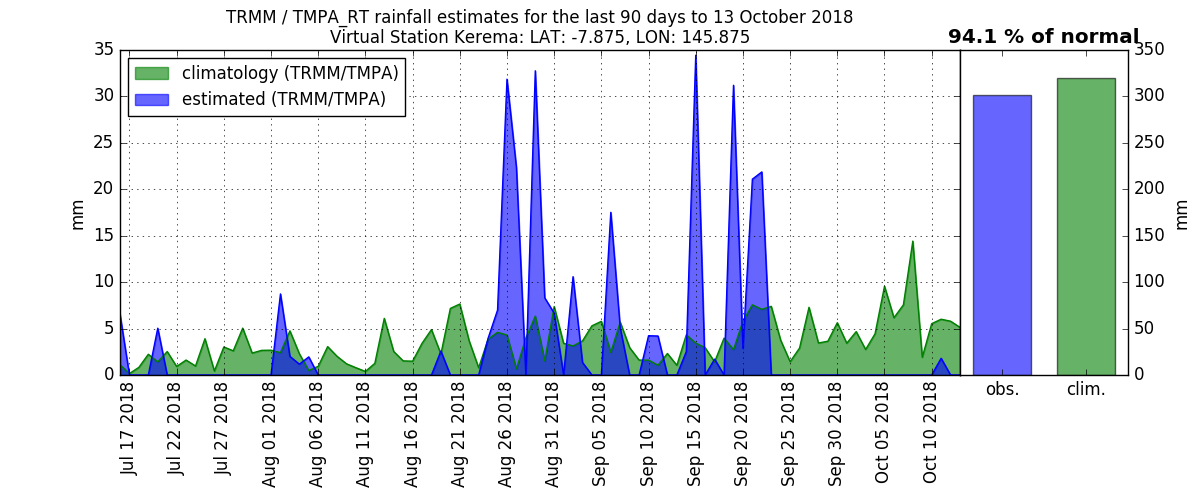 TRMM / TMPA_RT rainfall estimates for the last 90 days to 13 October 2018
Virtual Station Kerema: LAT: -7.875, LON: 145.875
94.1 % of normal
climatology (TRMM/TMPA)
estimated (TRMM/TMPA)
35
30
25
20
15
10
5
0
mm
Jul 17 2018
Jul 22 2018
Jul 27 2018
Aug 01 2018
Aug 06 2018
Aug 11 2018
Aug 16 2018
Aug 21 2018
Aug 26 2018
Aug 31 2018
Sep 05 2018
Sep 10 2018
Sep 15 2018
Sep 20 2018
Sep 25 2018
Sep 30 2018
Oct 05 2018
Oct 10 2018
350
300
250
200
150
100
50
0
mm
obs.
clim.